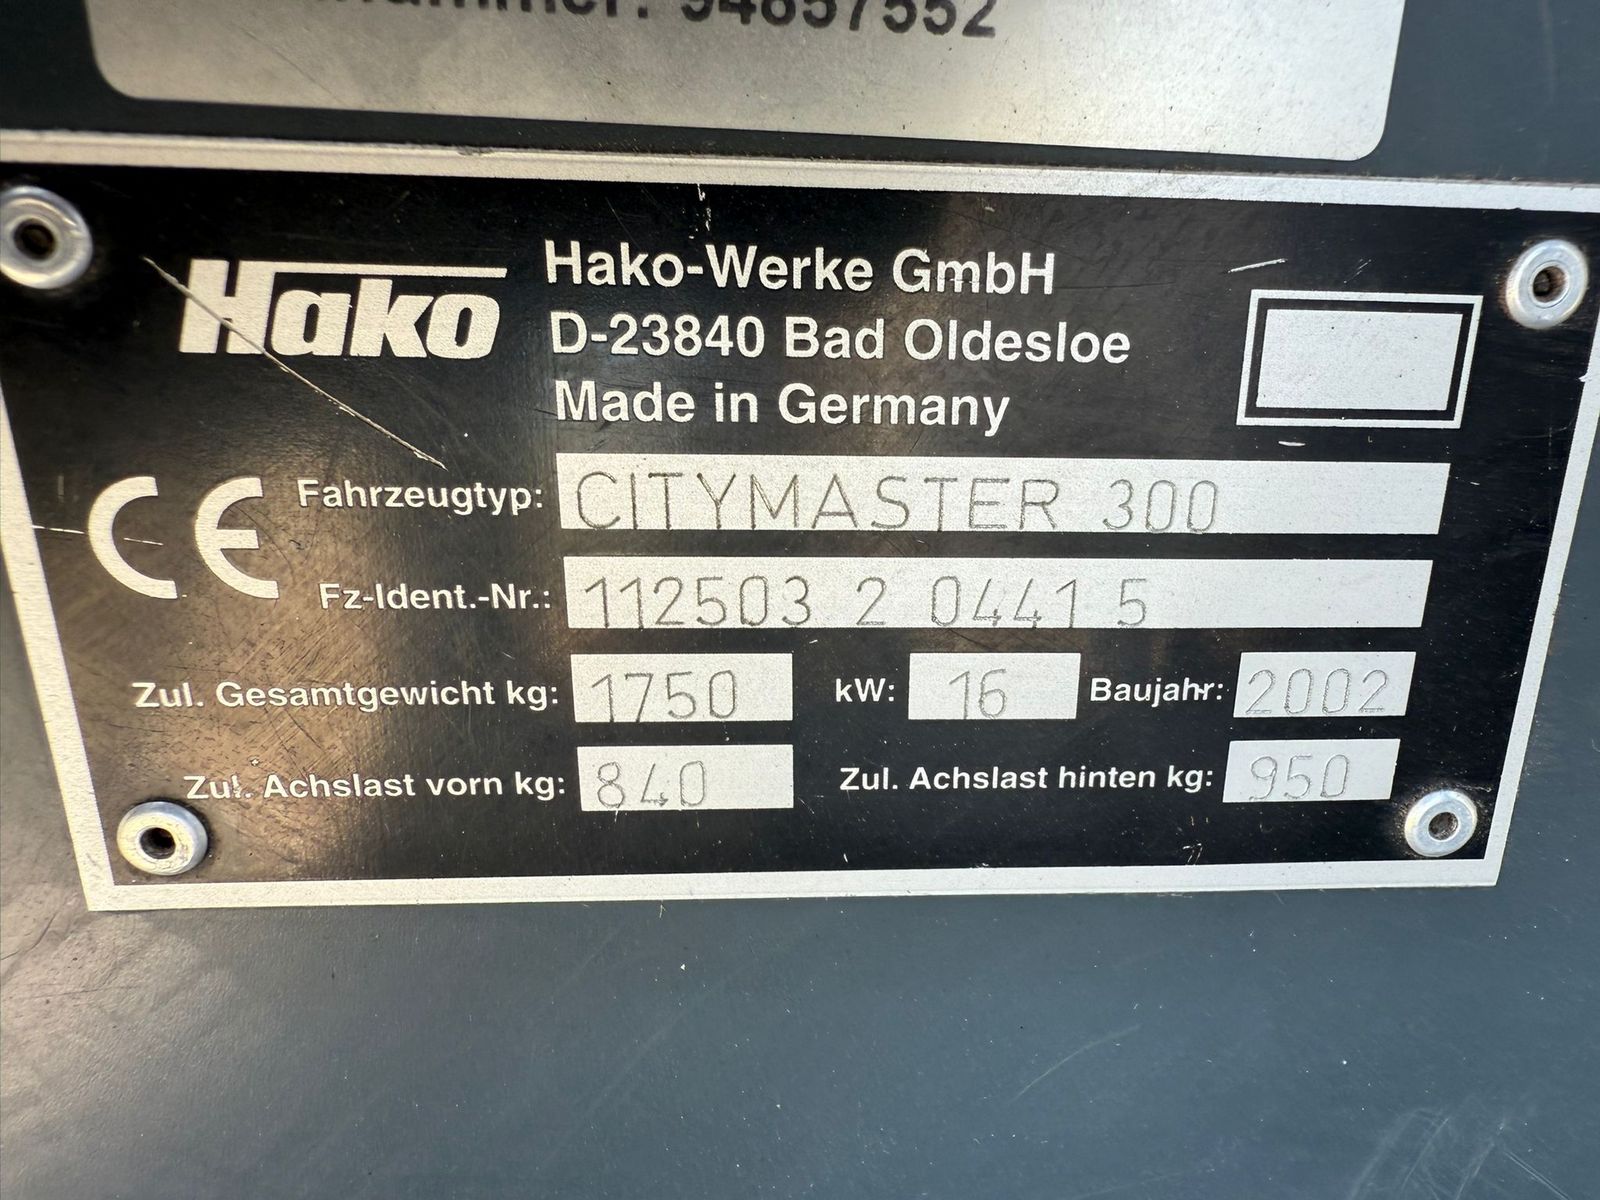 94857552
Hako
Hako-Werke GmbH
D-23840 Bad Oldesloe
Made in Germany
CE
Fahrzeugtyp: CITYMASTER 300
Fz-Ident.-Nr.: 112503 2 0441 5
Zul. Gesamtgewicht kg: 1750 kW: 16 Baujahr: 2002
Zul. Achslast vorn kg: 840 Zul. Achslast hinten kg: 950